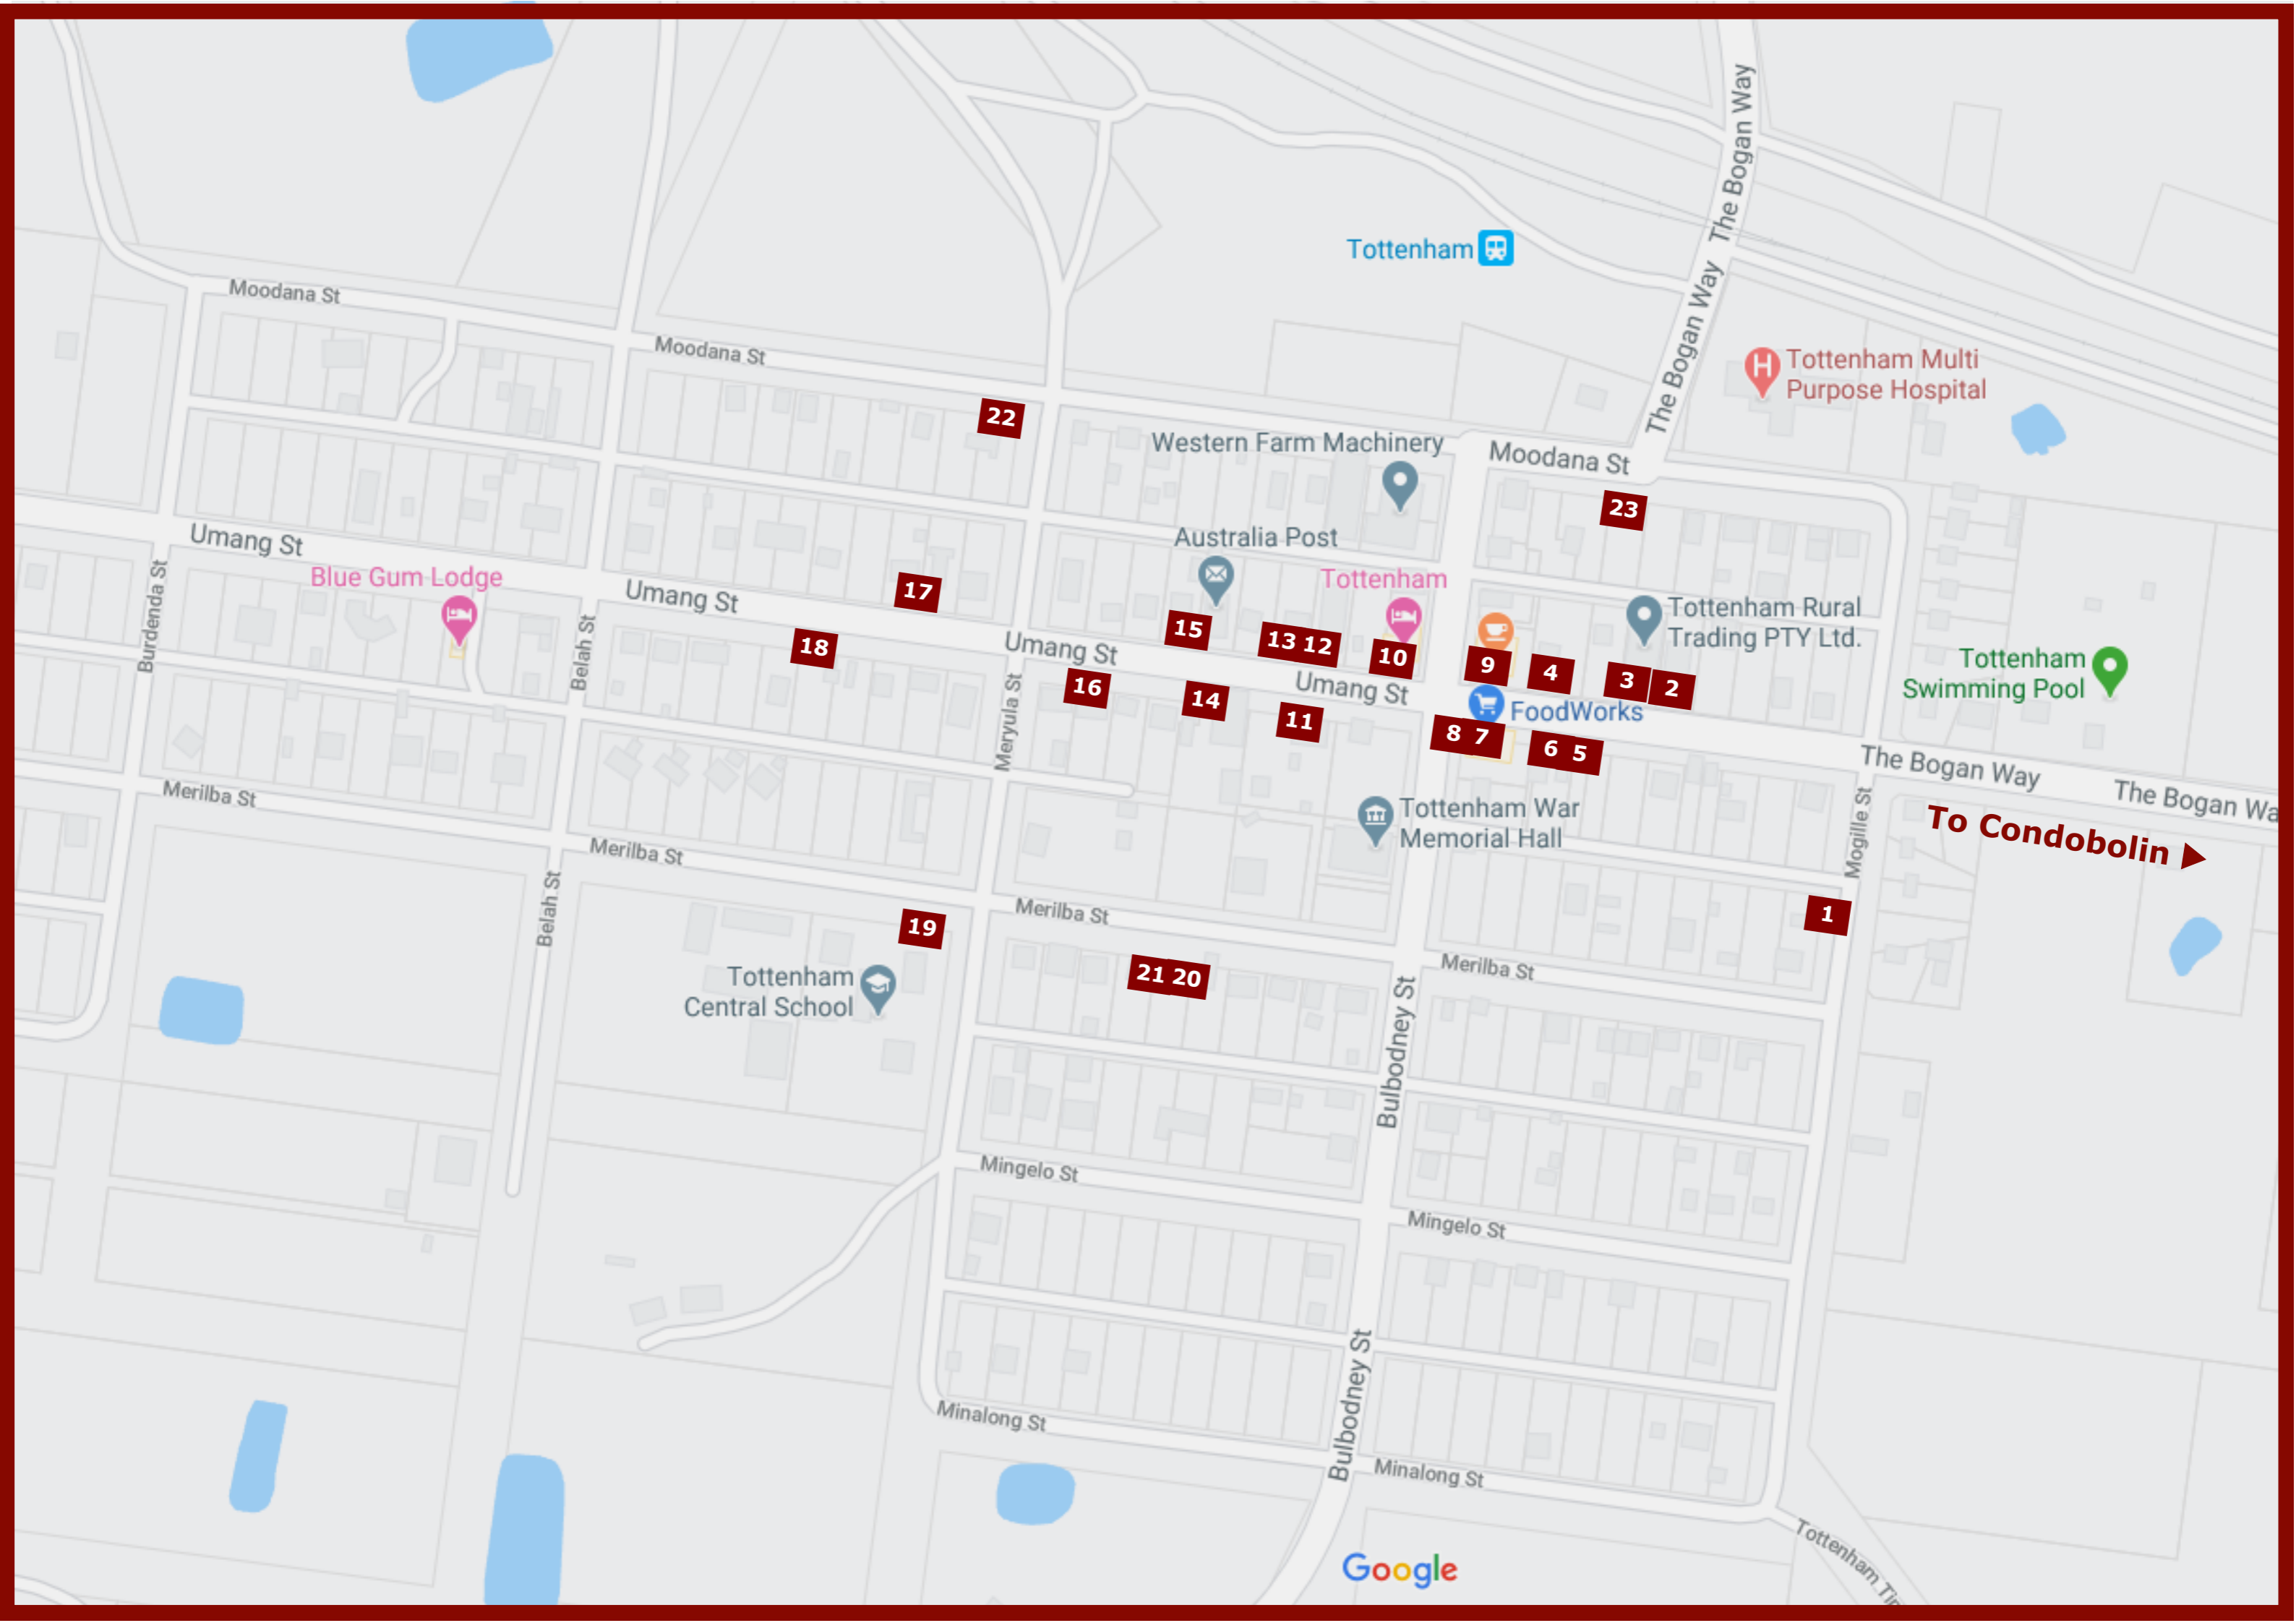 The Bogan Way
The Bogan Way
The Bogan Way
Tottenham
Moodana St
Moodana St
Tottenham Multi
Purpose Hospital
22
Western Farm Machinery
Moodana St
23
Umang St
Blue Gum Lodge
Australia Post
Tottenham
Umang St
17
18
15
13 12
10
9
4
3
2
Tottenham Rural
Trading PTY Ltd.
Tottenham
Swimming Pool
Burdenda St
Belah St
Umang St
16
14
11
Umang St
FoodWorks
8 7
6 5
Meryula St
The Bogan Way
The Bogan Wa
To Condobolin
Mogille St
Merilba St
Tottenham War
Memorial Hall
Merilba St
Belah St
19
Merilba St
1
Tottenham
Central School
21 20
Merilba St
Bulbodney St
Mingelo St
Mingelo St
Bulbodney St
Minalong St
Minalong St
Tottenham Tip
Google